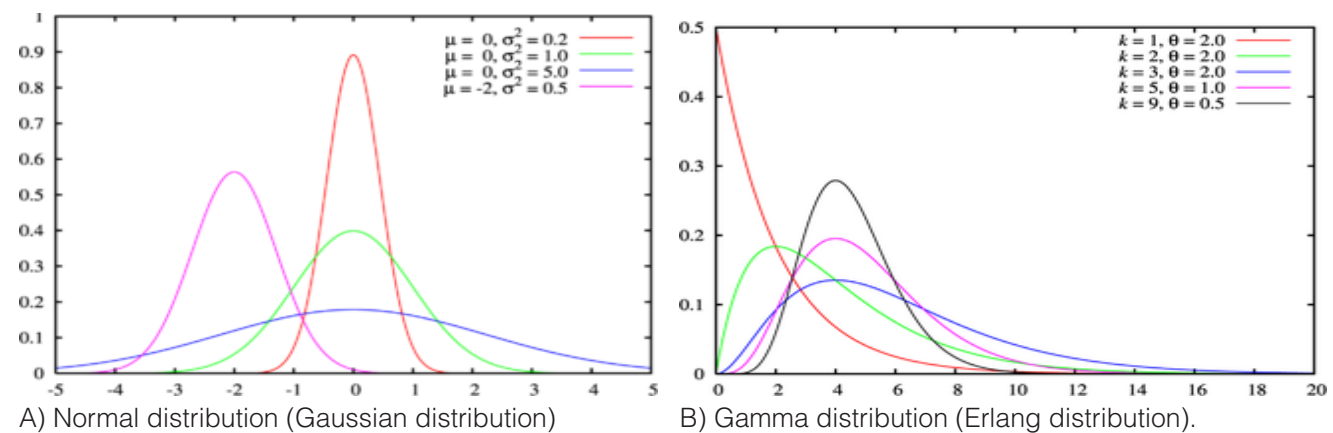 1
0.9
0.8
0.7
0.6
0.5
0.4
0.3
0.2
0.1
0
μ = 0, σ² = 0.2
μ = 0, σ² = 1.0
μ = 0, σ² = 5.0
μ = -2, σ² = 0.5
-5 -4 -3 -2 -1 0 1 2 3 4 5
A) Normal distribution (Gaussian distribution)
0.5
0.4
0.3
0.2
0.1
0
k = 1, θ = 2.0
k = 2, θ = 2.0
k = 3, θ = 2.0
k = 5, θ = 1.0
k = 9, θ = 0.5
0 2 4 6 8 10 12 14 16 18 20
B) Gamma distribution (Erlang distribution).